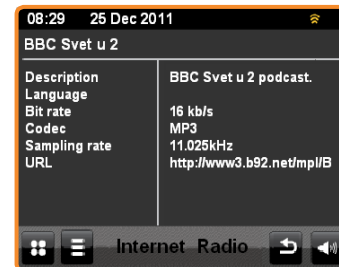 08:29 25 Dec 2011
BBC Svet u 2
Description BBC Svet u 2 podcast.
Language
Bit rate 16 kb/s
Codec MP3
Sampling rate 11.025kHz
URL http://www3.b92.net/mpl/B
Internet Radio